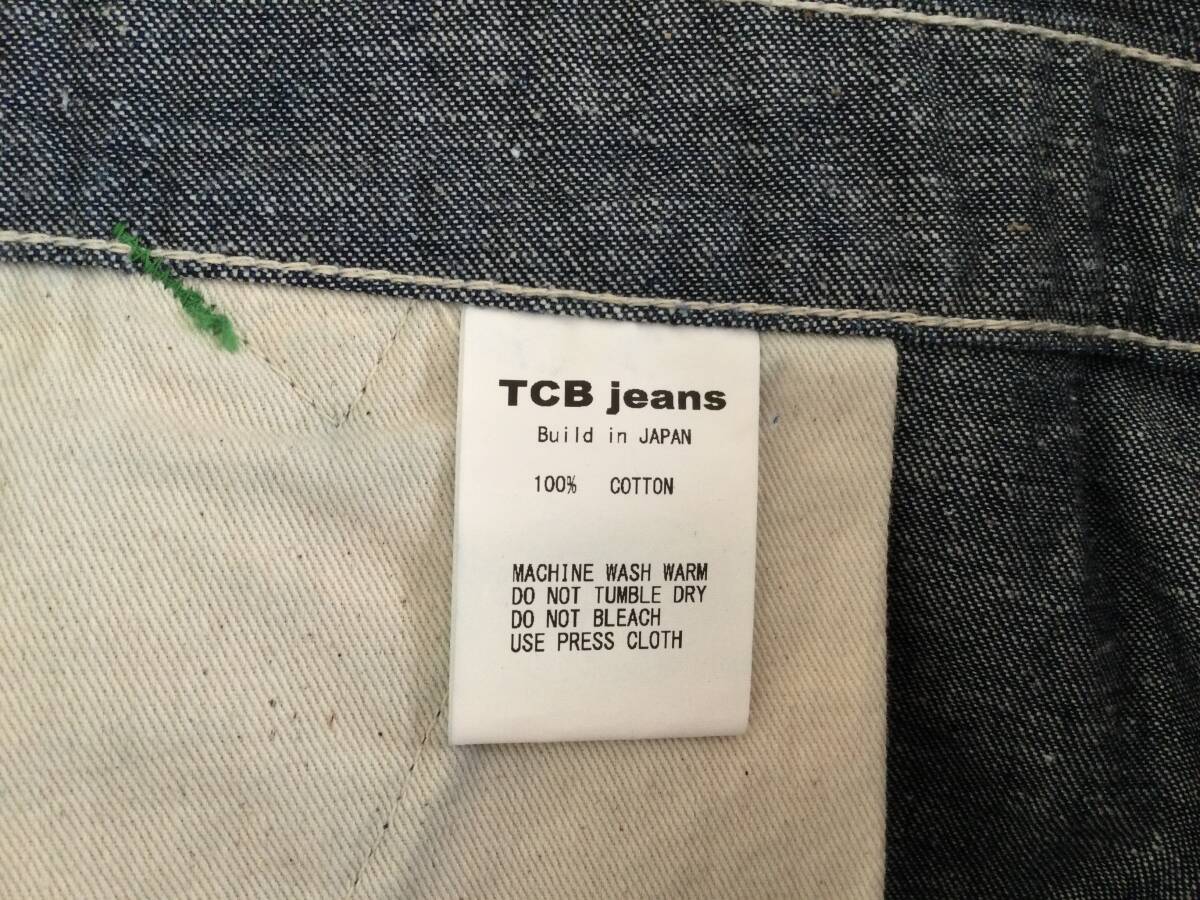 TCB jeans
Build in JAPAN
100% COTTON
MACHINE WASH WARM
DO NOT TUMBLE DRY
DO NOT BLEACH
USE PRESS CLOTH